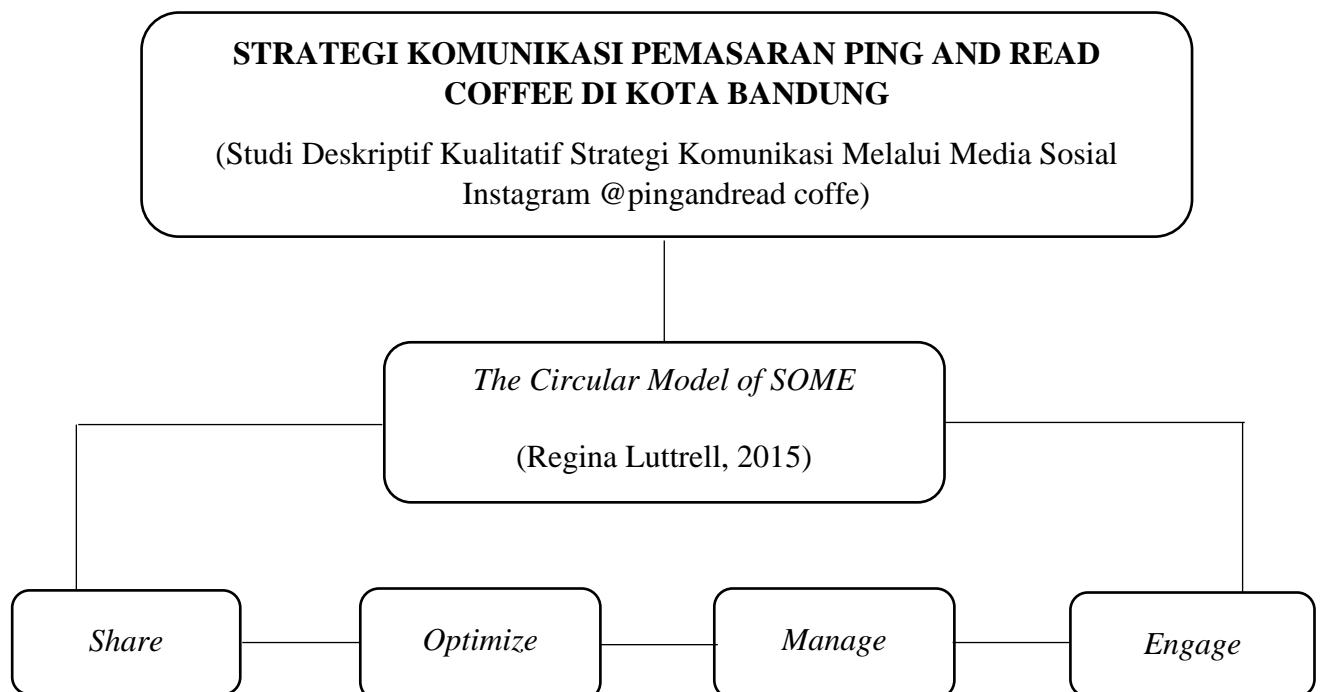 STRATEGI KOMUNIKASI PEMASARAN PING AND READ
COFFEE DI KOTA BANDUNG
(Studi Deskriptif Kualitatif Strategi Komunikasi Melalui Media Sosial
Instagram @pingandread coffe)
The Circular Model of SOME
(Regina Luttrell, 2015)
Share
Optimize
Manage
Engage